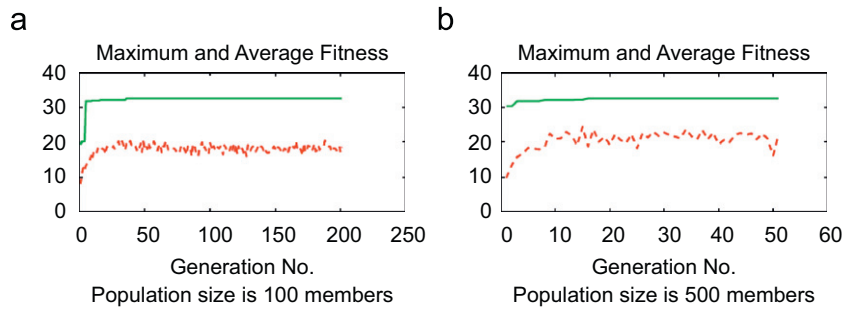 a
Maximum and Average Fitness
40
30
20
10
0
0 50 100 150 200 250
Generation No.
Population size is 100 members
b
Maximum and Average Fitness
40
30
20
10
0
0 10 20 30 40 50 60
Generation No.
Population size is 500 members